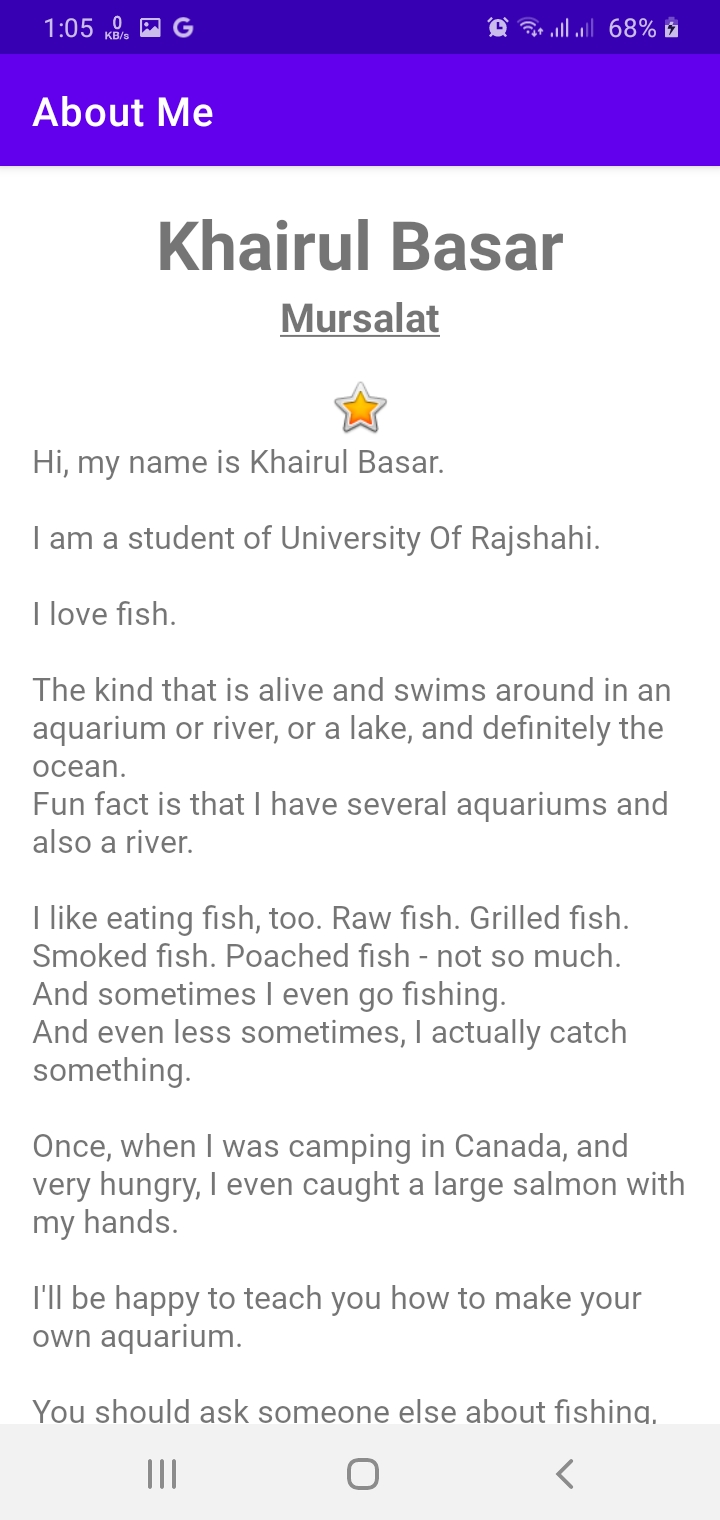 1:05 0 KB/s G 68%
About Me
Khairul Basar
Mursalat
Hi, my name is Khairul Basar.
I am a student of University Of Rajshahi.
I love fish.
The kind that is alive and swims around in an
aquarium or river, or a lake, and definitely the
ocean.
Fun fact is that I have several aquariums and
also a river.
I like eating fish, too. Raw fish. Grilled fish.
Smoked fish. Poached fish - not so much.
And sometimes I even go fishing.
And even less sometimes, I actually catch
something.
Once, when I was camping in Canada, and
very hungry, I even caught a large salmon with
my hands.
I'll be happy to teach you how to make your
own aquarium.
You should ask someone else about fishing,